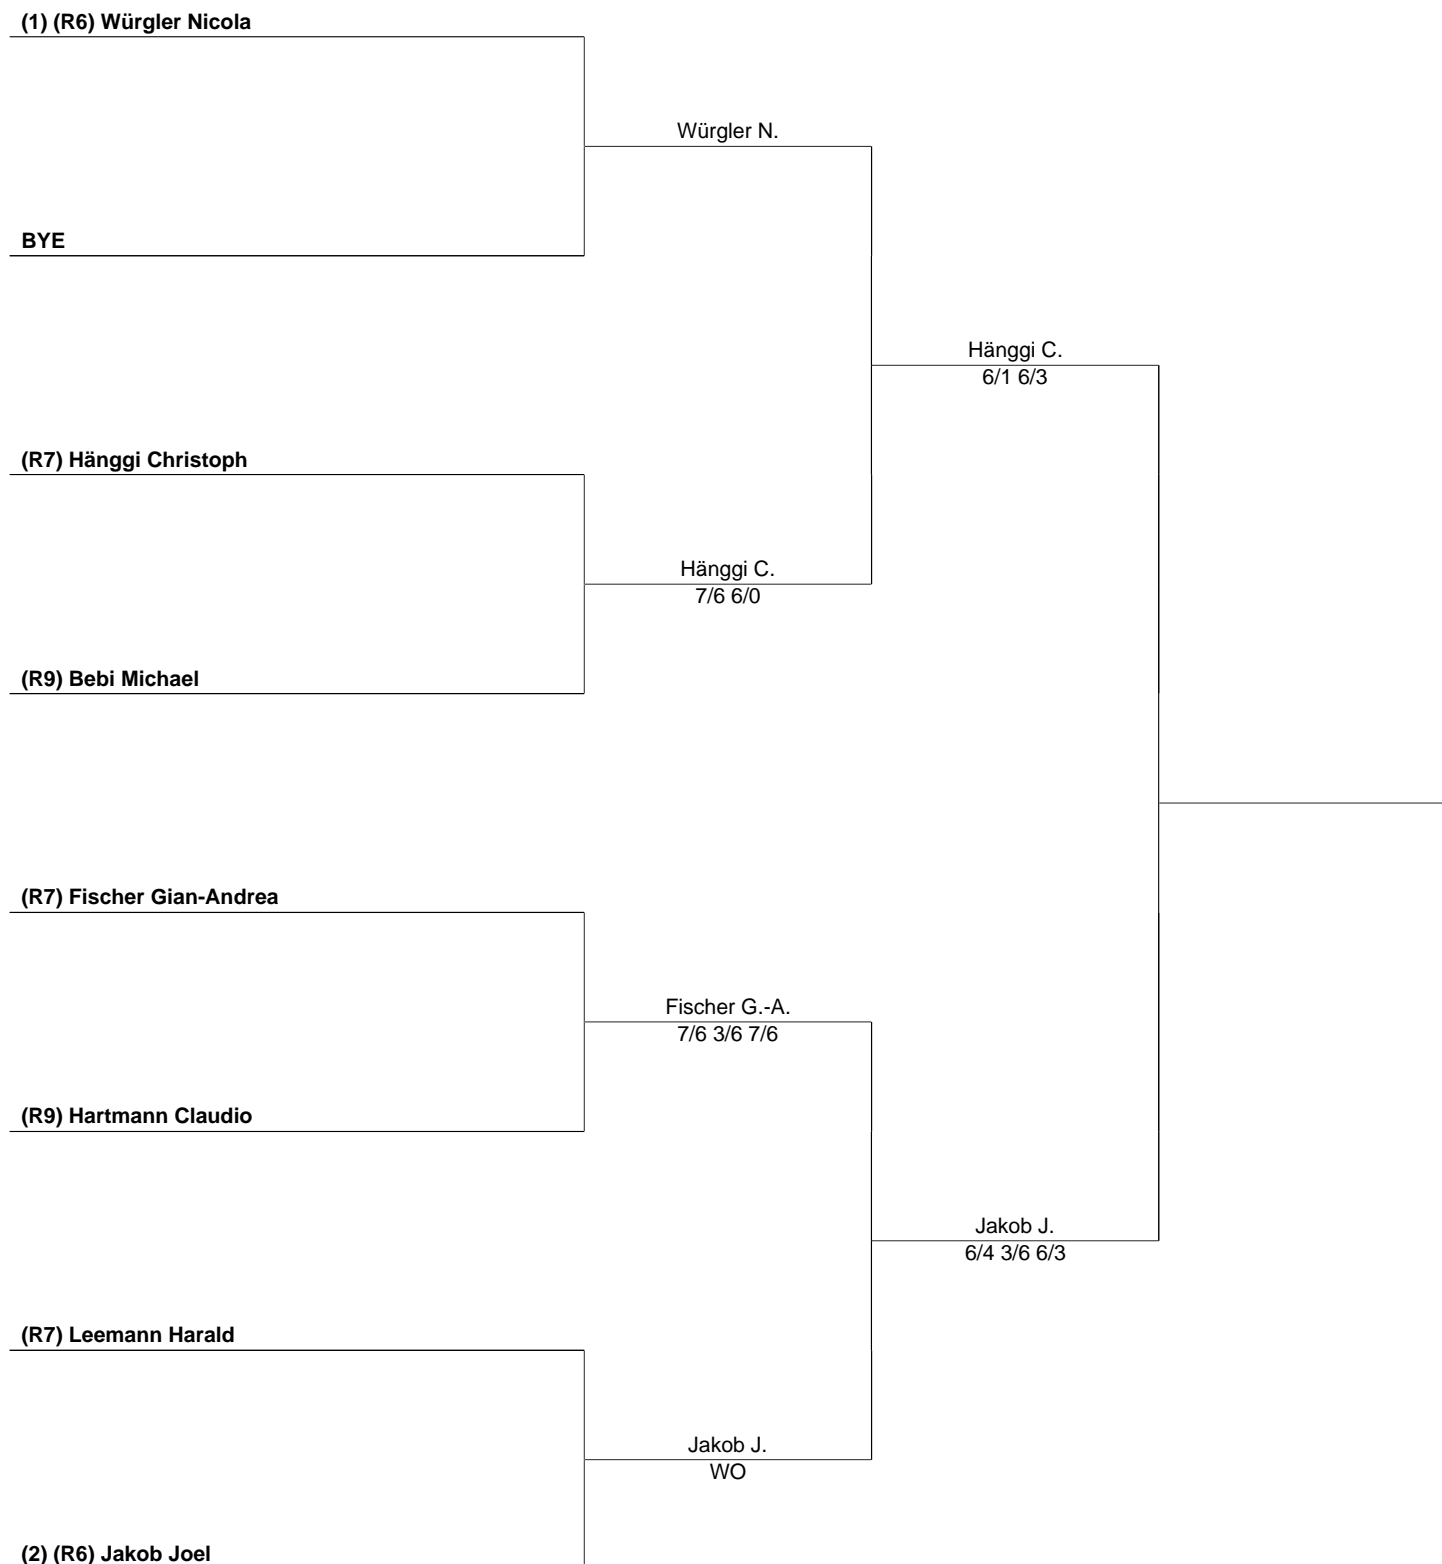 (1) (R6) Würgler Nicola
Würgler N.
BYE
Hänggi C.
6/1 6/3
(R7) Hänggi Christoph
Hänggi C.
7/6 6/0
(R9) Bebi Michael
(R7) Fischer Gian-Andrea
Fischer G.-A.
7/6 3/6 7/6
(R9) Hartmann Claudio
Jakob J.
6/4 3/6 6/3
(R7) Leemann Harald
Jakob J.
WO
(2) (R6) Jakob Joel